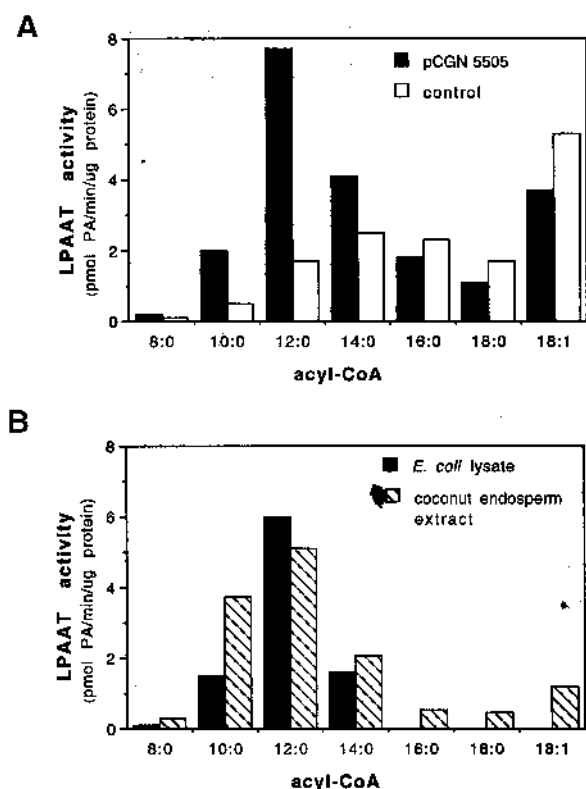 A
8
6
4
2
0
LPAAT activity
(pmol PA/min/ug protein)
pCGN 5505
control
8:0 10:0 12:0 14:0 16:0 18:0 18:1
acyl-CoA
B
8
6
4
2
0
LPAAT activity
(pmol PA/min/ug protein)
E. coli lysate
coconut endosperm
extract
8:0 10:0 12:0 14:0 16:0 18:0 18:1
acyl-CoA